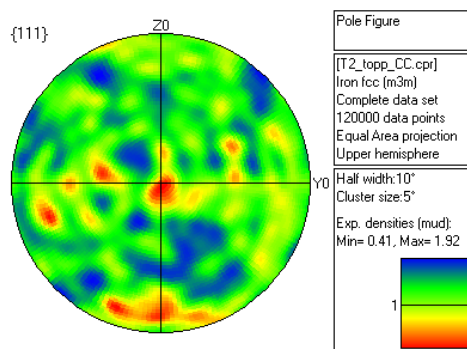 {111}
Z0
Y0
Pole Figure
[T2_topp_CC.cpr]
Iron fcc (m3m)
Complete data set
120000 data points
Equal Area projection
Upper hemisphere
Half width:10°
Cluster size:5°
Exp. densities (mud):
Min= 0.41, Max= 1.92
1